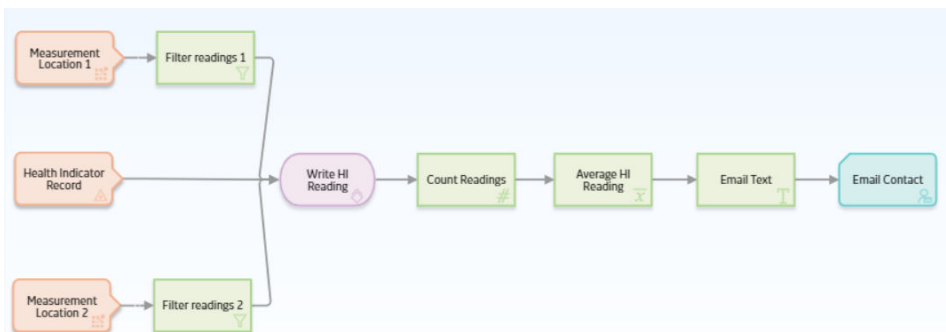 Measurement
Location 1
Filter readings 1
Health Indicator
Record
Write HI
Reading
Count Readings
#
Average HI
Reading
x̄
Email Text
T
Email Contact
Measurement
Location 2
Filter readings 2